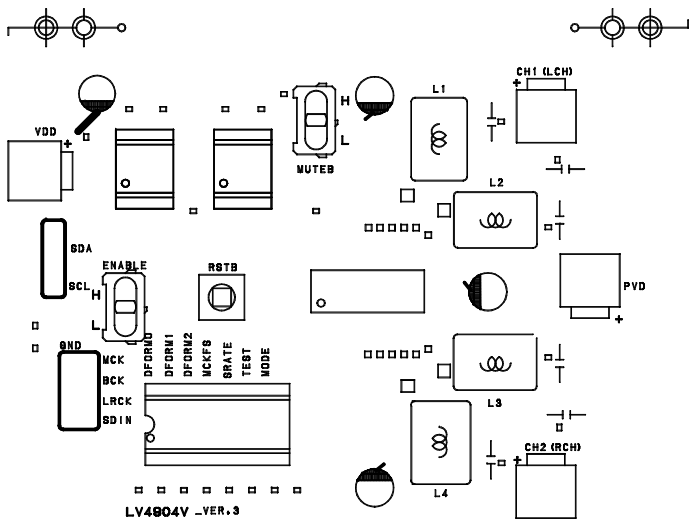 CH1 (LCH)
L1
VDD
H
L
MUTEB
L2
SDA
SCL
ENABLE
H
L
RSTB
PVD
GND
MCK
BCK
LRCK
SDIN
DFORM0
DFORM1
DFORM2
MCKFS
SRATE
TEST
MODE
L3
L4
CH2 (RCH)
LV4904V _VER.3